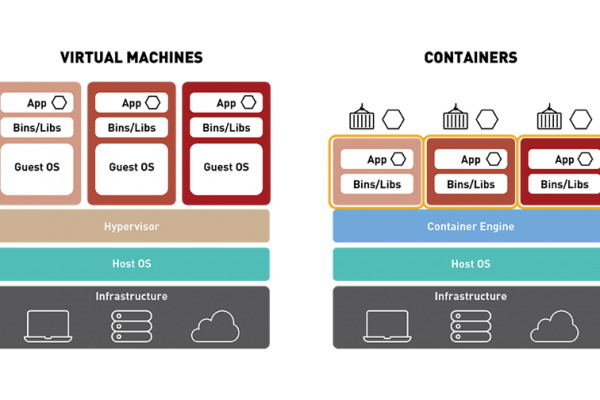 VIRTUAL MACHINES
App App App
Bins/Libs Bins/Libs Bins/Libs
Guest OS Guest OS Guest OS
Hypervisor
Host OS
Infrastructure
CONTAINERS
App App App
Bins/Libs Bins/Libs Bins/Libs
Container Engine
Host OS
Infrastructure